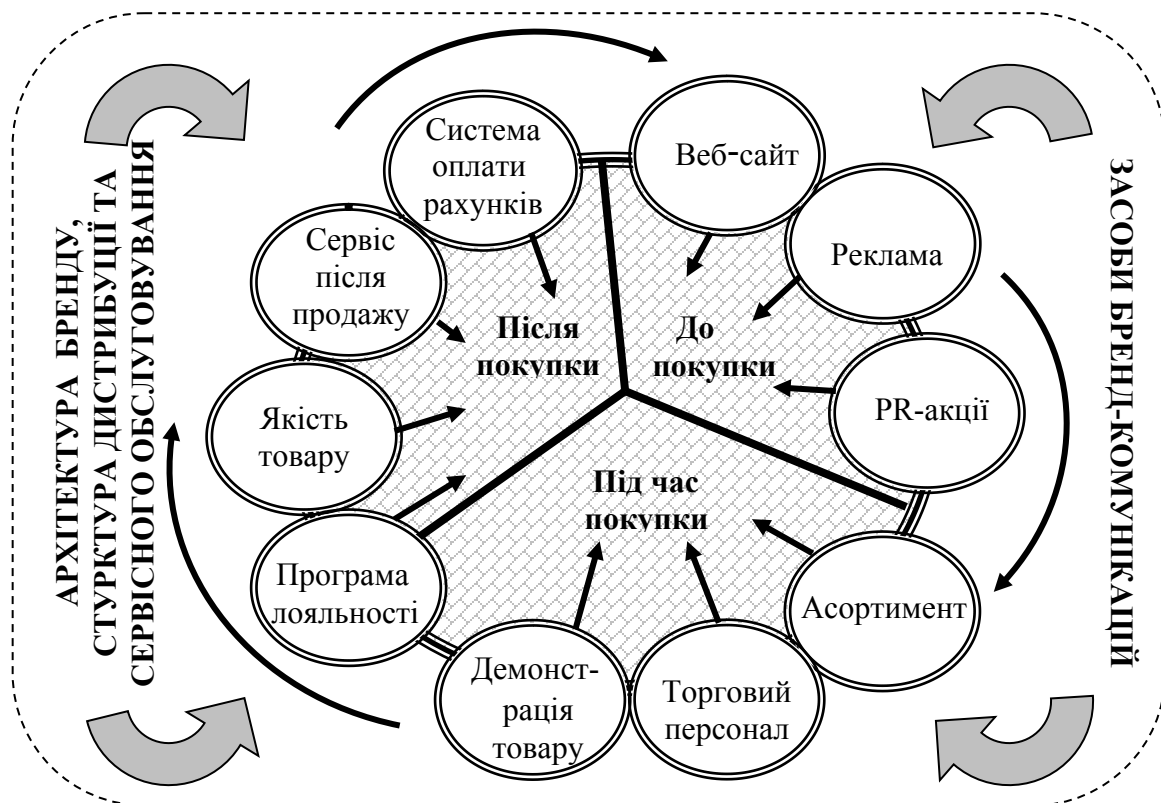 АРХІТЕКТУРА БРЕНДУ,
СТУРКТУРА ДИСТРИБУЦІЇ ТА
СЕРВІСНОГО ОБСЛУГОВУВАННЯ
Система
оплати
рахунків
Веб-сайт
Реклама
PR-акції
Асортимент
Торговий
персонал
Демонст-
рація
товару
Програма
лояльності
Якість
товару
Сервіс
після
продажу
Після
покупки
До
покупки
Під час
покупки
ЗАСОБИ БРЕНД-КОМУНІКАЦІЙ